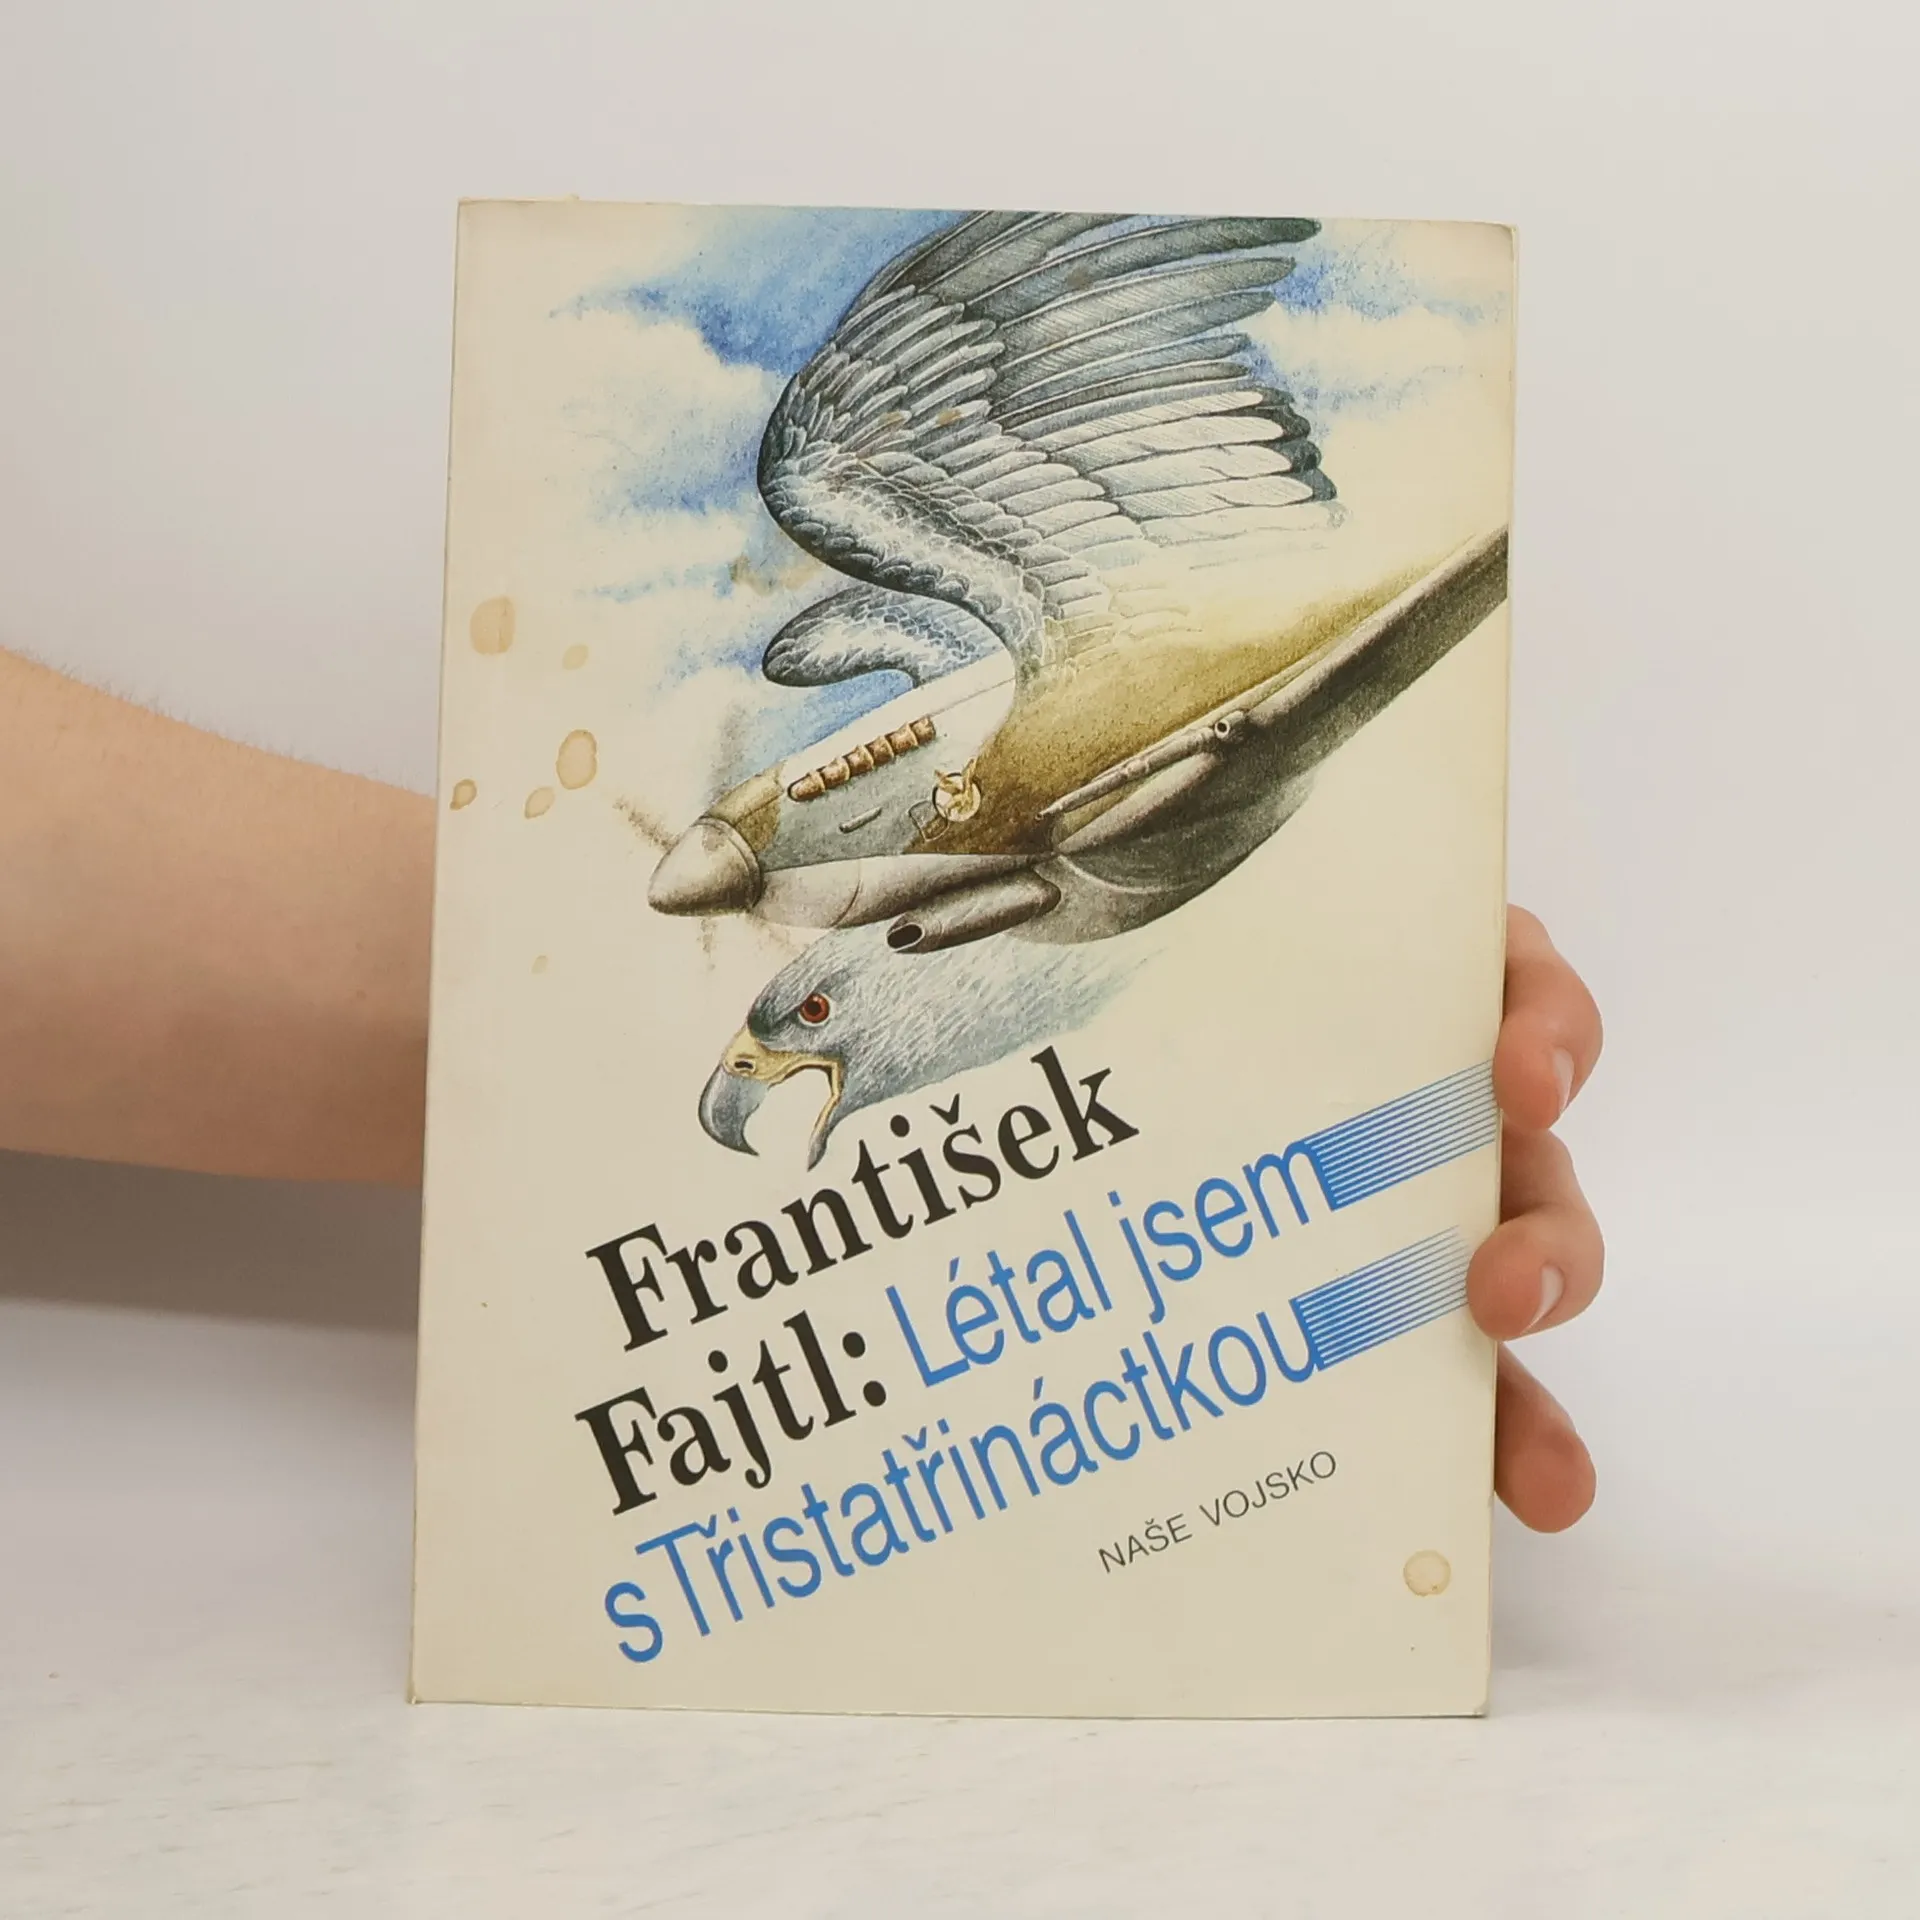 František
Fajtl: Létal jsem
s Třistatřináctkou
NAŠE VOJSKO